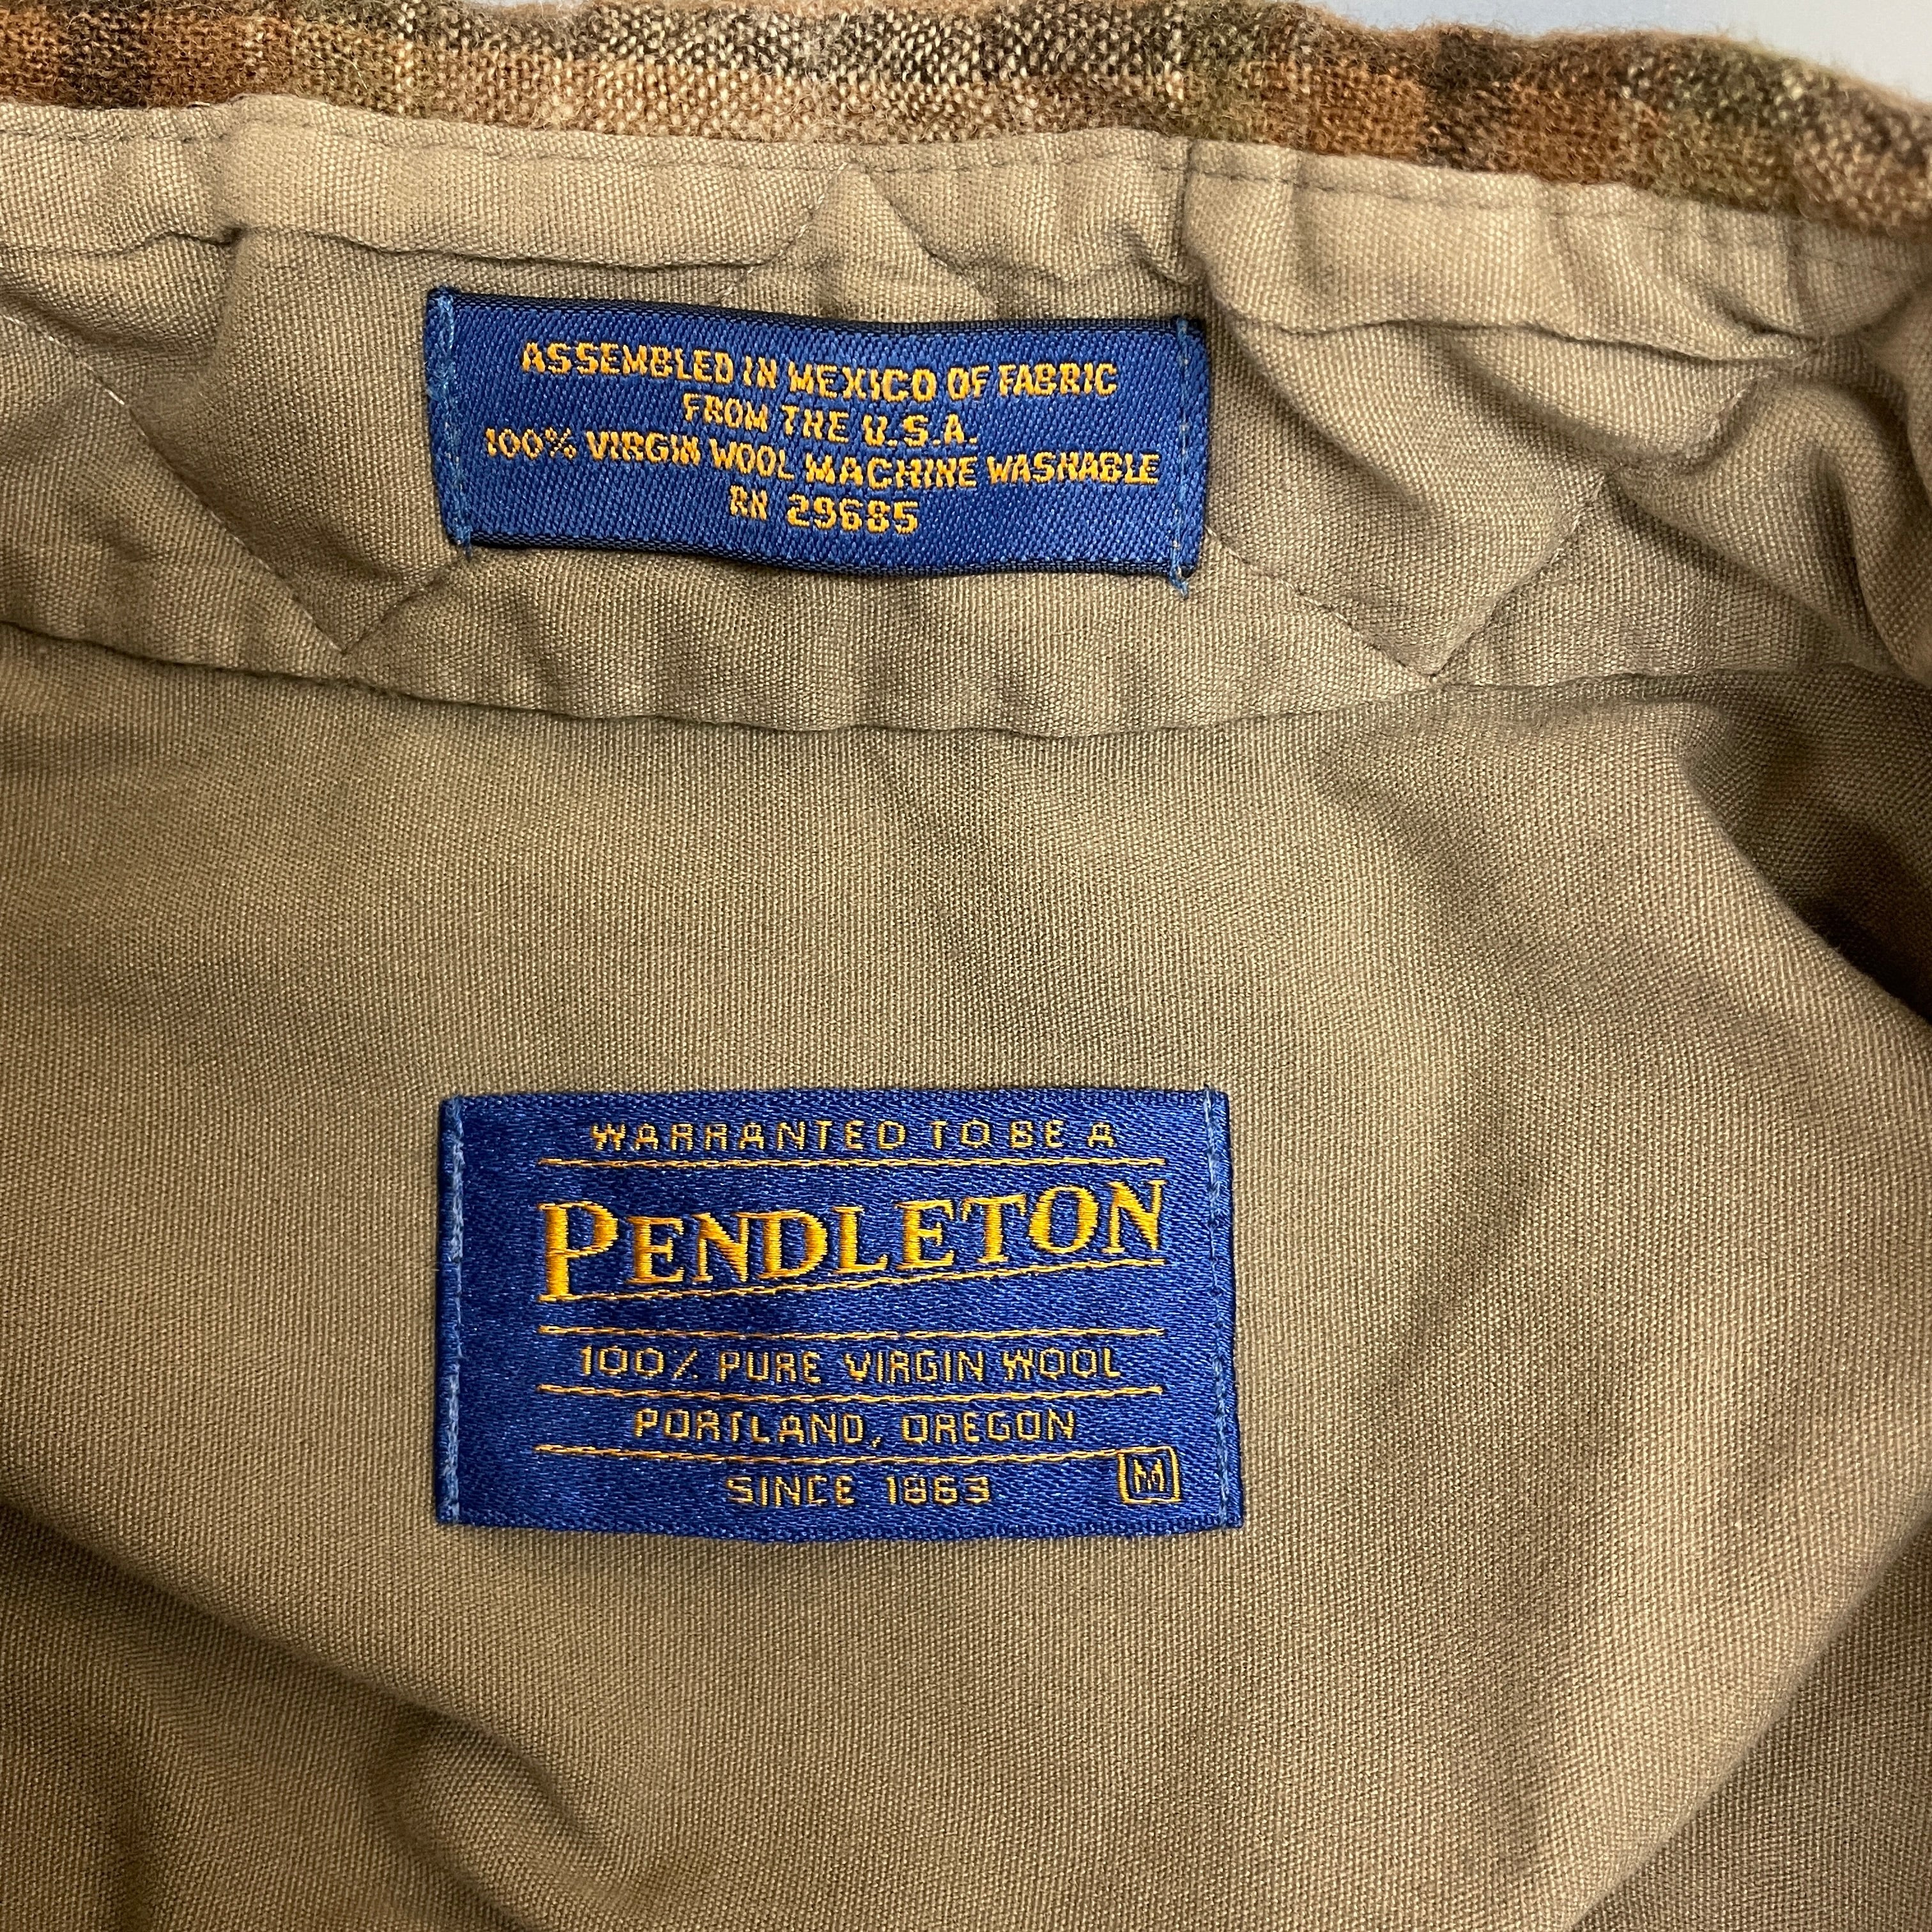 ASSEMBLED IN MEXICO OF FABRIC
FROM THE U.S.A.
100% VIRGIN WOOL MACHINE WASHABLE
RN 29685
WARRANTED TO BE A
PENDLETON
100% PURE VIRGIN WOOL
PORTLAND, OREGON
SINCE 1863
M